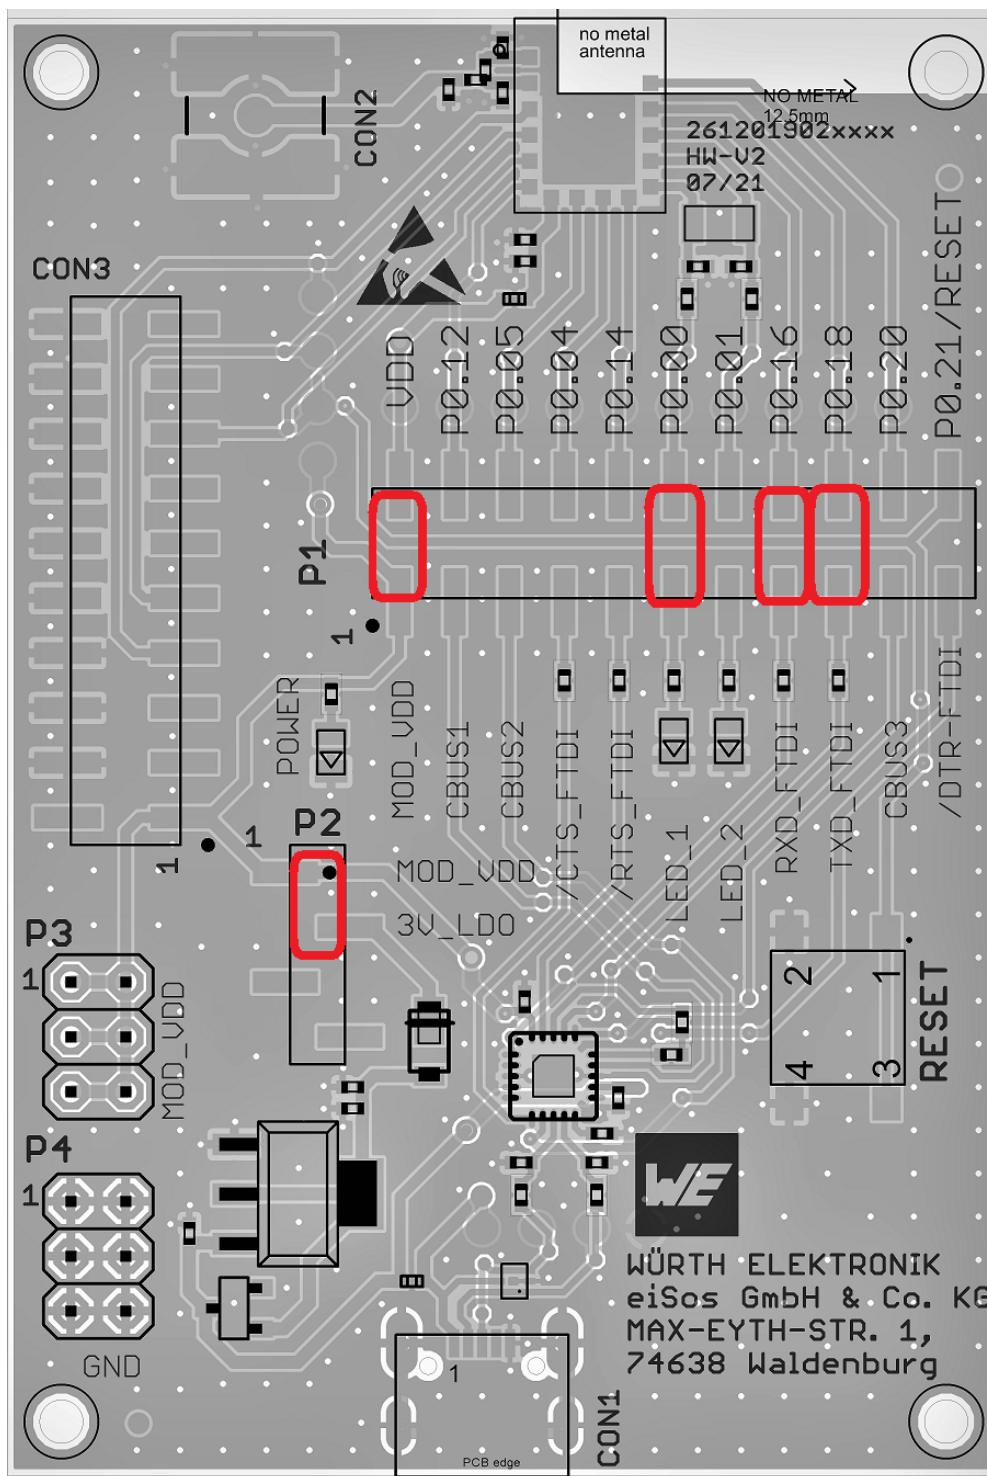 no metal
antenna
NO METAL
12.5mm
CON2
261201302xxxx
HW-V2
07/21
CON3
VDD
P0.12
P0.05
P0.04
P0.14
P0.00
P0.01
P0.16
P0.18
P0.20
P0.21/RESET
P1
1
POWER
MOD_VDD
CBUS1
CBUS2
/CTS_FTDI
/RTS_FTDI
LED_1
LED_2
RXD_FTDI
TXD_FTDI
CBUS3
/DTR-FTDI
1
1
P2
MOD_VDD
3V_LDO
P3
1
MOD_VDD
2
1
4
3
RESET
P4
1
GND
WE
WÜRTH ELEKTRONIK
eiSos GmbH & Co. KG
MAX-EYTH-STR. 1,
74638 Waldenburg
1
CON1
PCB edge